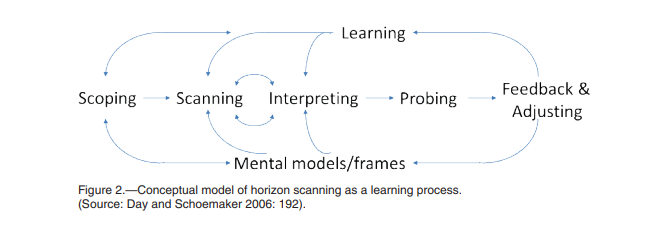 Learning
Scoping Scanning Interpreting Probing Feedback &
Adjusting
Mental models/frames
Figure 2.—Conceptual model of horizon scanning as a learning process.
(Source: Day and Schoemaker 2006: 192).